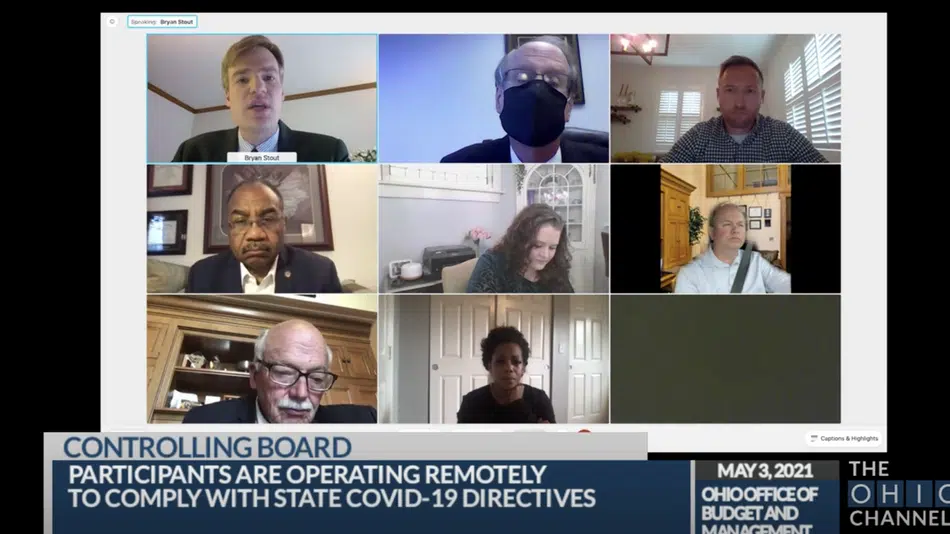 Speaking: Bryan Stout
Bryan Stout
Captions & Highlights
CONTROLLING BOARD
PARTICIPANTS ARE OPERATING REMOTELY
TO COMPLY WITH STATE COVID-19 DIRECTIVES
MAY 3, 2021
OHIO OFFICE OF
BUDGET AND
MANAGEMENT
THE
OHIO
CHANNEL